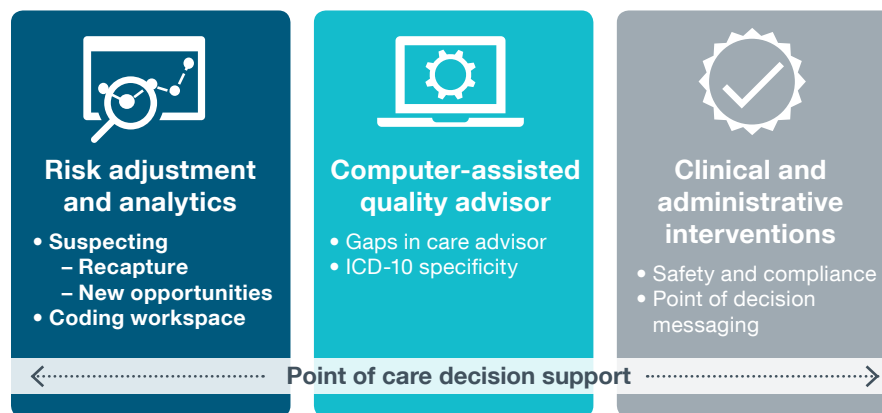 Risk adjustment
and analytics
• Suspecting
– Recapture
– New opportunities
• Coding workspace
Computer-assisted
quality advisor
• Gaps in care advisor
• ICD-10 specificity
Clinical and
administrative
interventions
• Safety and compliance
• Point of decision
messaging
Point of care decision support